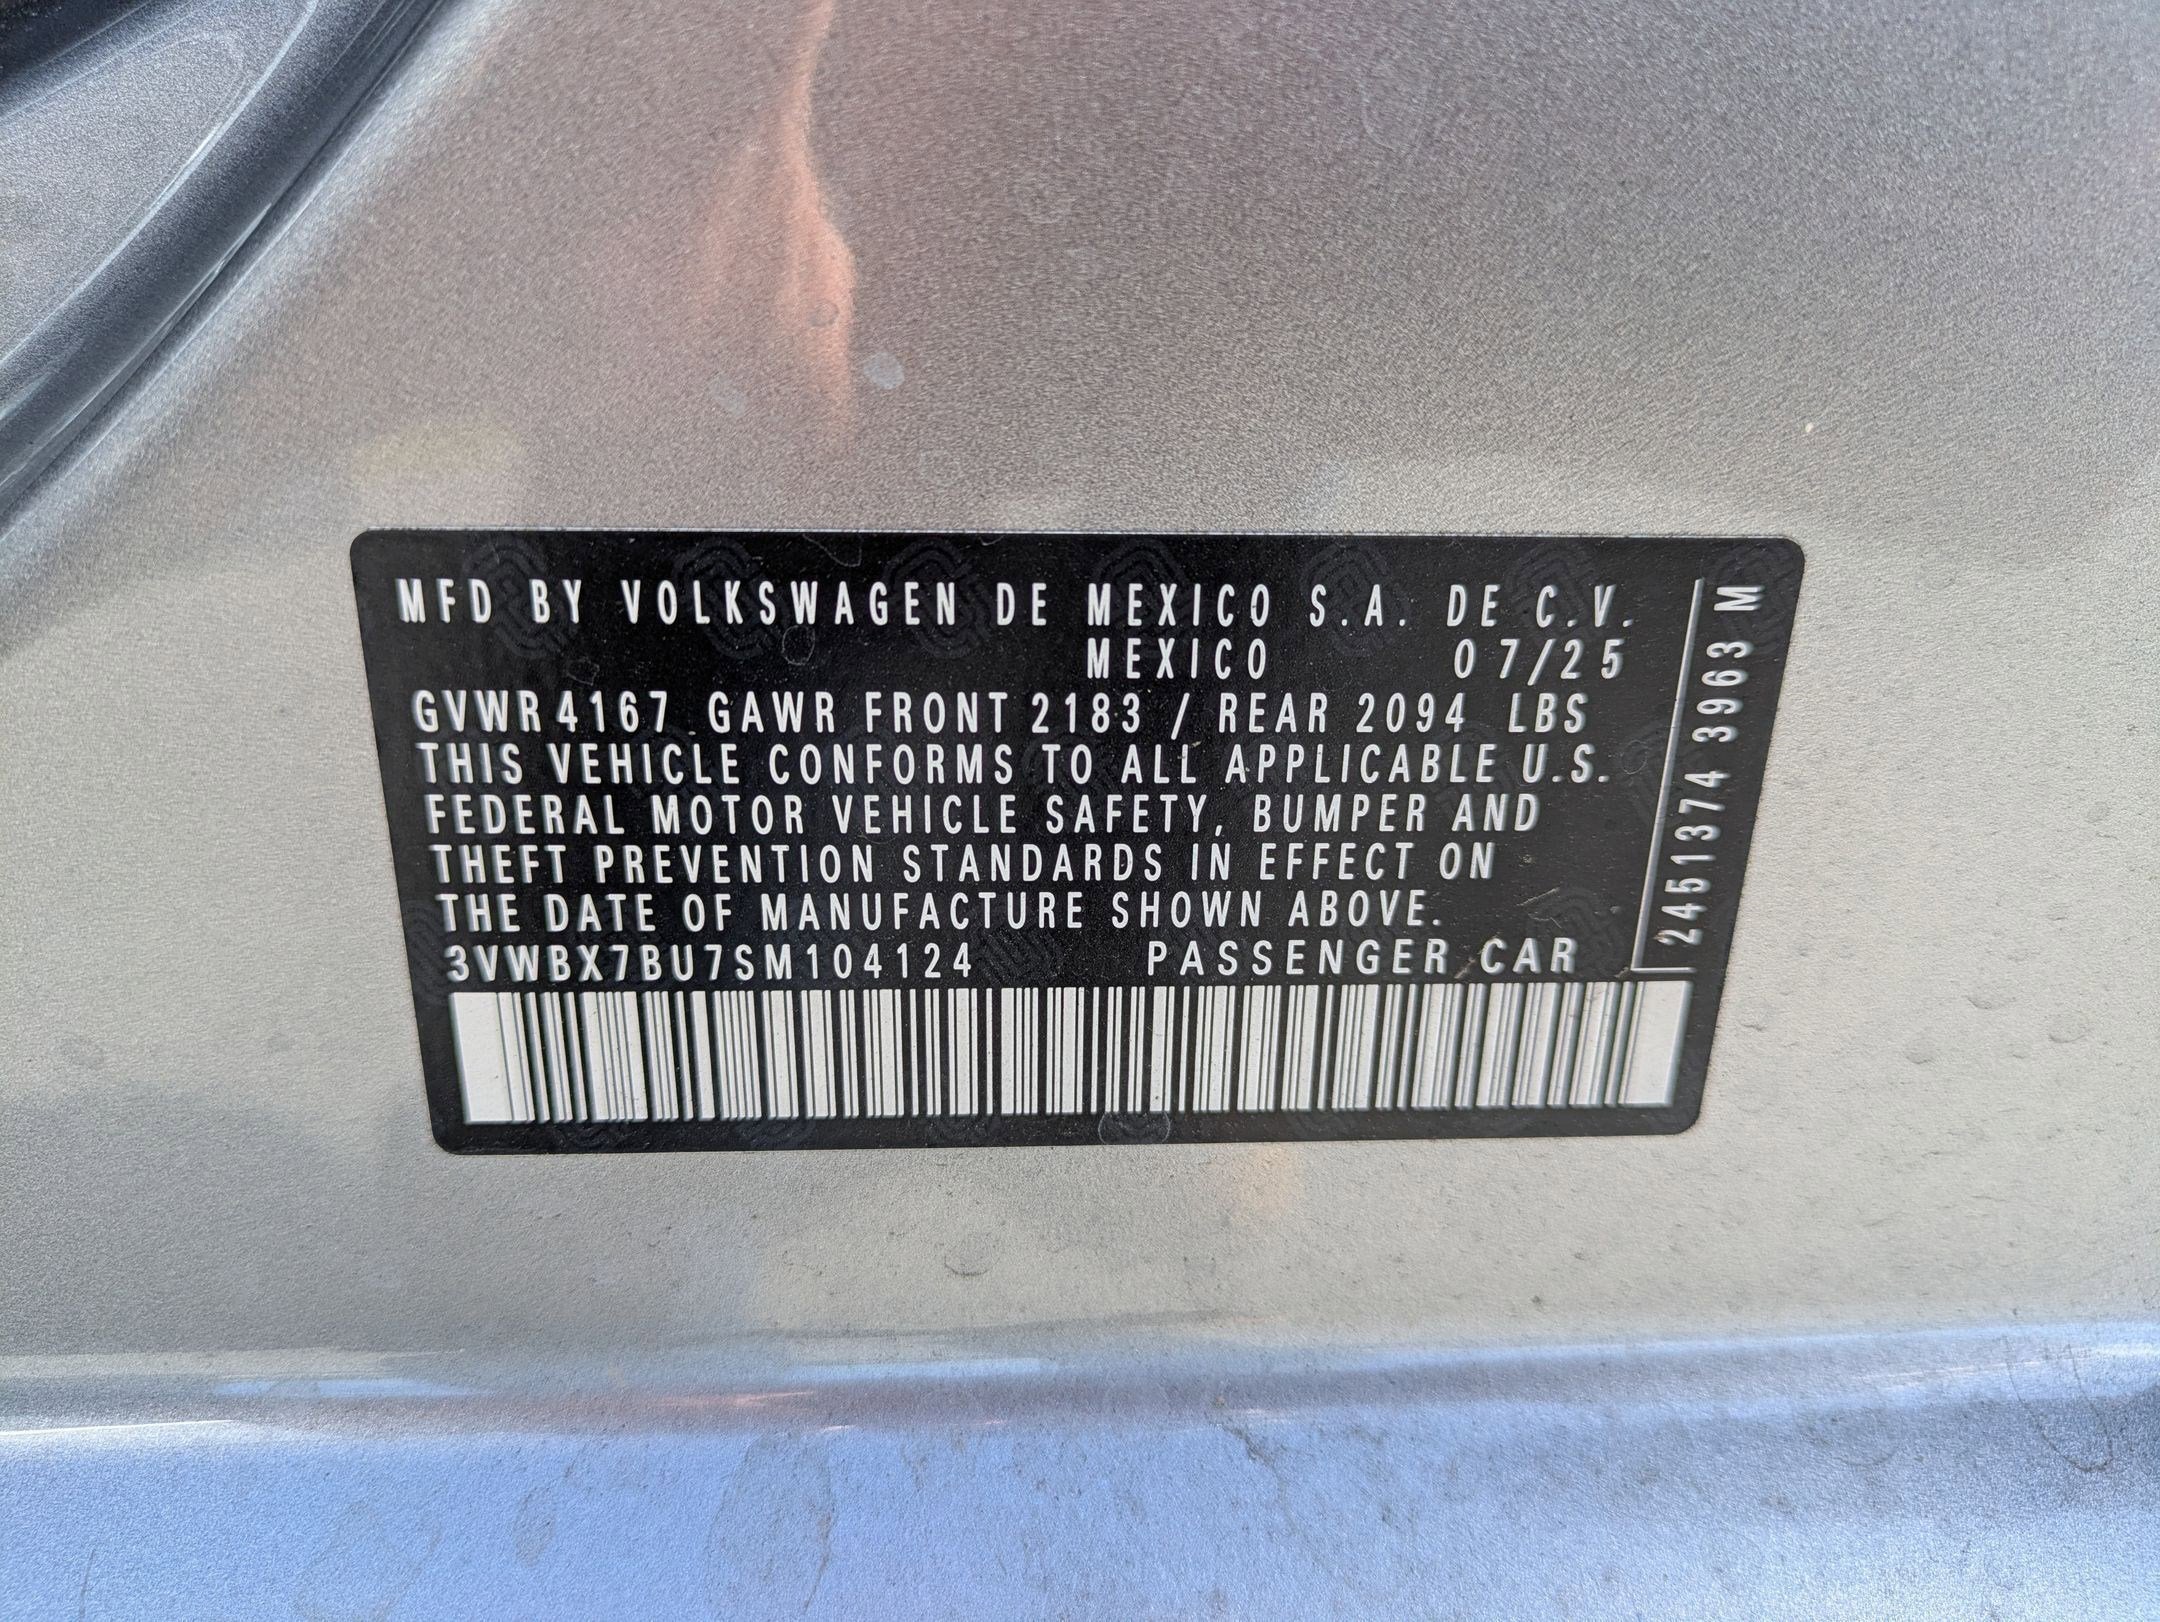 MFD BY VOLKSWAGEN DE MEXICO S.A. DE C.V.
MEXICO 07/25
GVWR 4167 GAWR FRONT 2183 / REAR 2094 LBS
THIS VEHICLE CONFORMS TO ALL APPLICABLE U.S.
FEDERAL MOTOR VEHICLE SAFETY, BUMPER AND
THEFT PREVENTION STANDARDS IN EFFECT ON
THE DATE OF MANUFACTURE SHOWN ABOVE.
3VWBX7BU7SM104124 PASSENGER CAR
2451374 3963 M